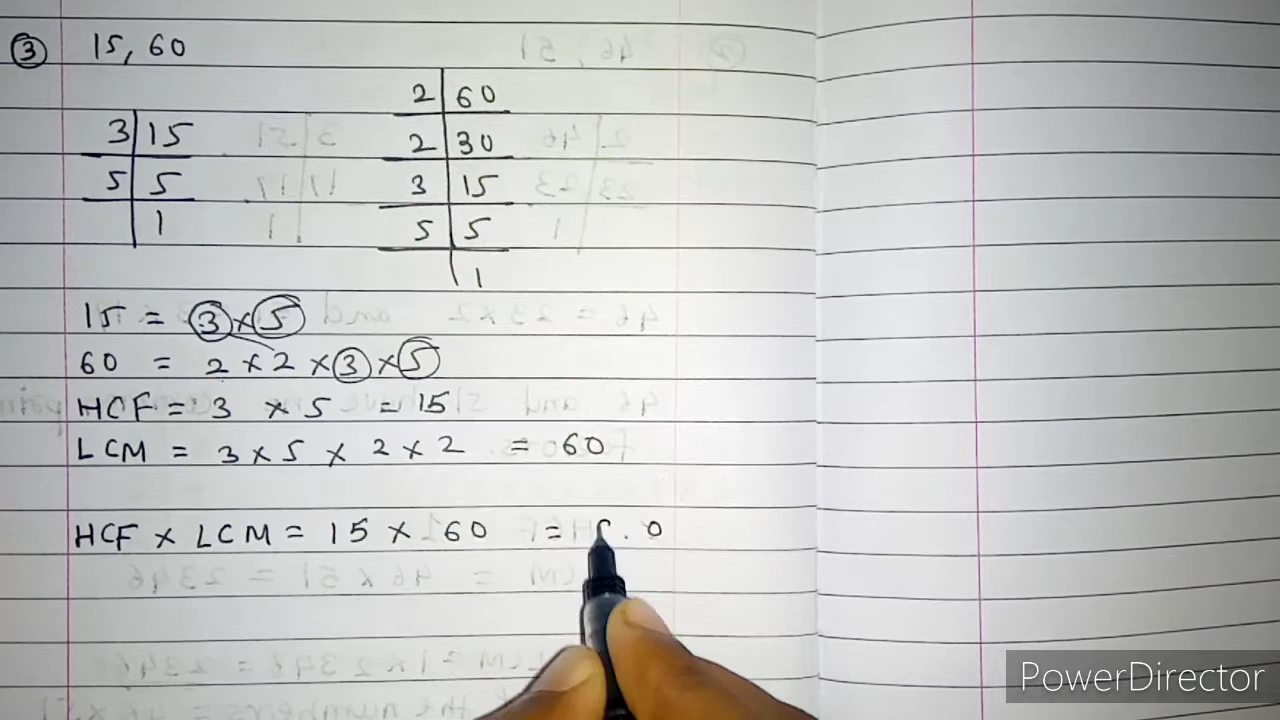 ③ 15, 60
3 15
5 5
1
2 60
2 30
3 15
5 5
1
15 = 3 × 5
60 = 2 × 2 × 3 × 5
HCF = 3 × 5 = 15
LCM = 3 × 5 × 2 × 2 = 60
HCF × LCM = 15 × 60 = 0
PowerDirector